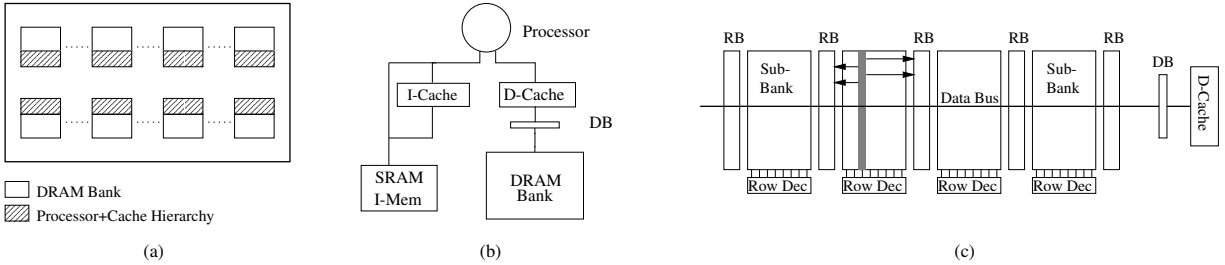 DRAM Bank
Processor+Cache Hierarchy
(a)
Processor
I-Cache
D-Cache
DB
SRAM
I-Mem
DRAM
Bank
(b)
RB
RB
RB
RB
RB
Sub-
Bank
Sub-
Bank
Data Bus
DB
D-Cache
Row Dec
Row Dec
Row Dec
Row Dec
(c)